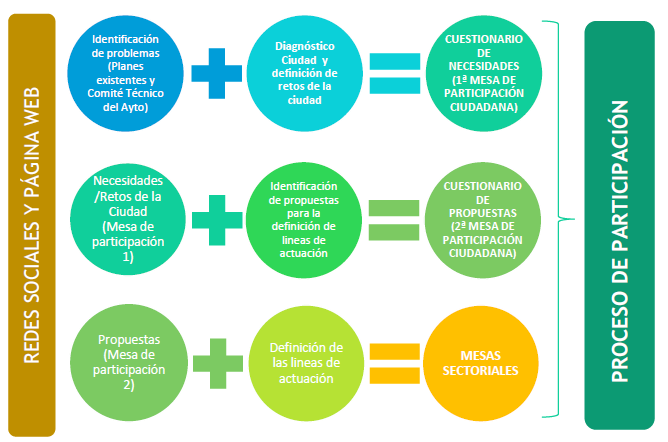 REDES SOCIALES Y PÁGINA WEB
Identificación
de problemas
(Planes
existentes y
Comité Técnico
del Ayto)
Diagnóstico
Ciudad y
definición de
retos de la
ciudad
CUESTIONARIO
DE
NECESIDADES
(1ª MESA DE
PARTICIPACIÓN
CIUDADANA)
Necesidades
/Retos de la
Ciudad
(Mesa de
participación
1)
Identificación
de propuestas
para la
definición de
lineas de
actuación
CUESTIONARIO
DE
PROPUESTAS
(2ª MESA DE
PARTICIPACIÓN
CIUDADANA)
Propuestas
(Mesa de
participación
2)
Definición de
las lineas de
actuación
MESAS
SECTORIALES
PROCESO DE PARTICIPACIÓN